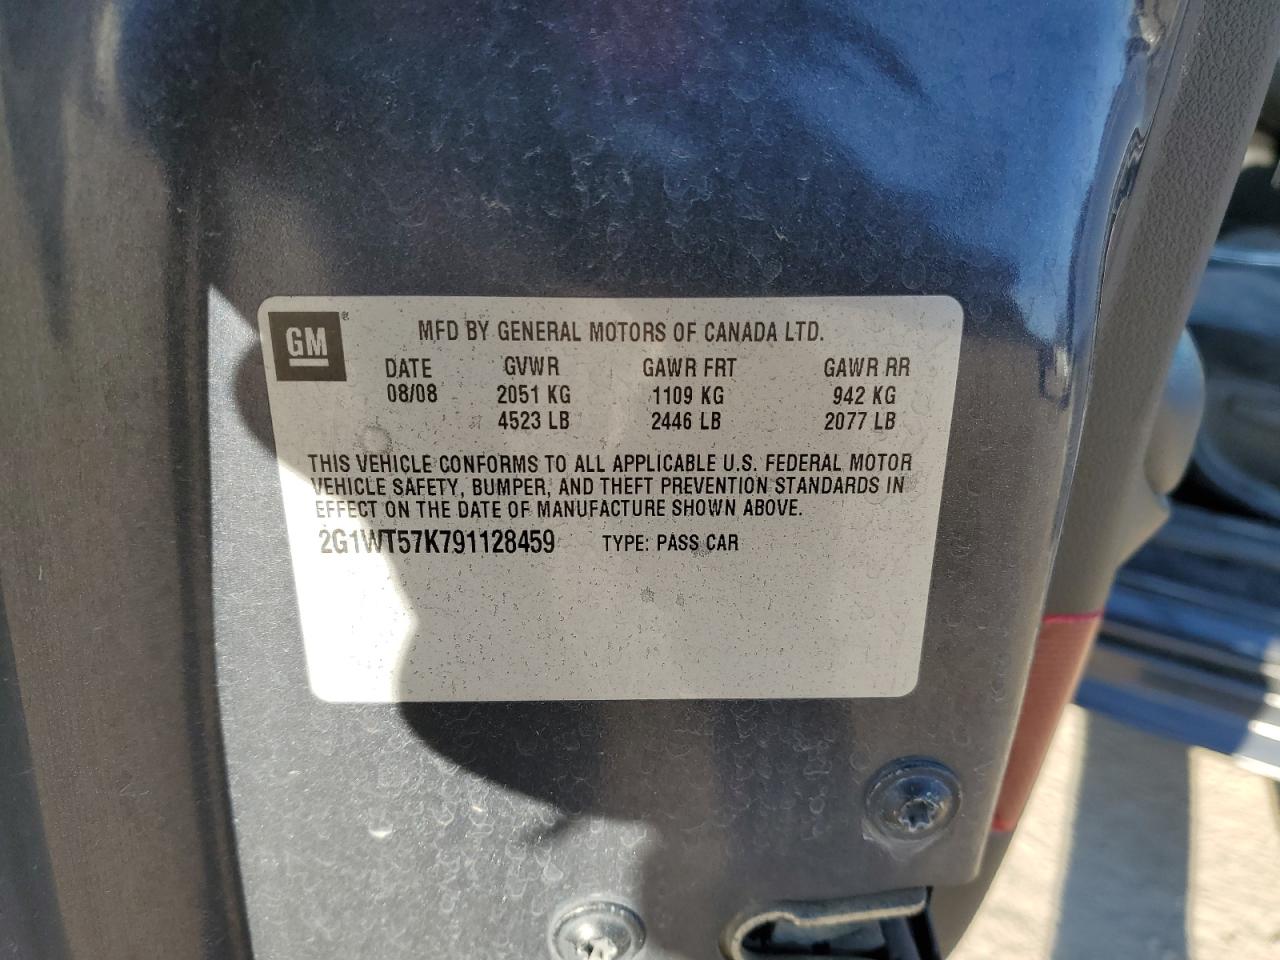 GM®
MFD BY GENERAL MOTORS OF CANADA LTD.
DATE GVWR GAWR FRT GAWR RR
08/08 2051 KG 1109 KG 942 KG
4523 LB 2446 LB 2077 LB
THIS VEHICLE CONFORMS TO ALL APPLICABLE U.S. FEDERAL MOTOR
VEHICLE SAFETY, BUMPER, AND THEFT PREVENTION STANDARDS IN
EFFECT ON THE DATE OF MANUFACTURE SHOWN ABOVE.
2G1WT57K791128459 TYPE: PASS CAR